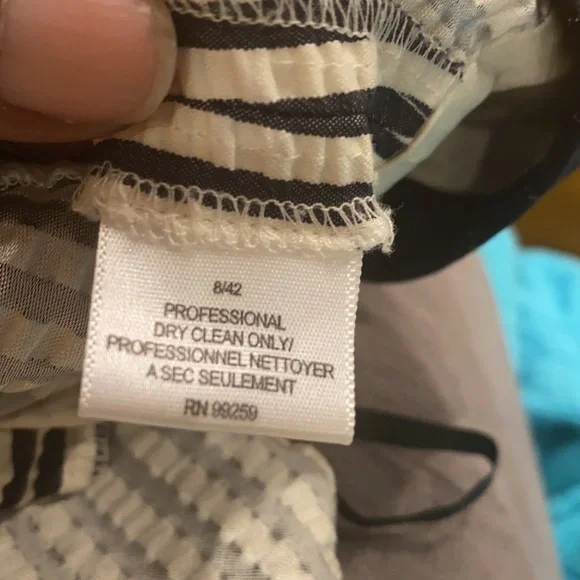 8/42
PROFESSIONAL
DRY CLEAN ONLY/
PROFESSIONNEL NETTOYER
A SEC SEULEMENT
RN 99259